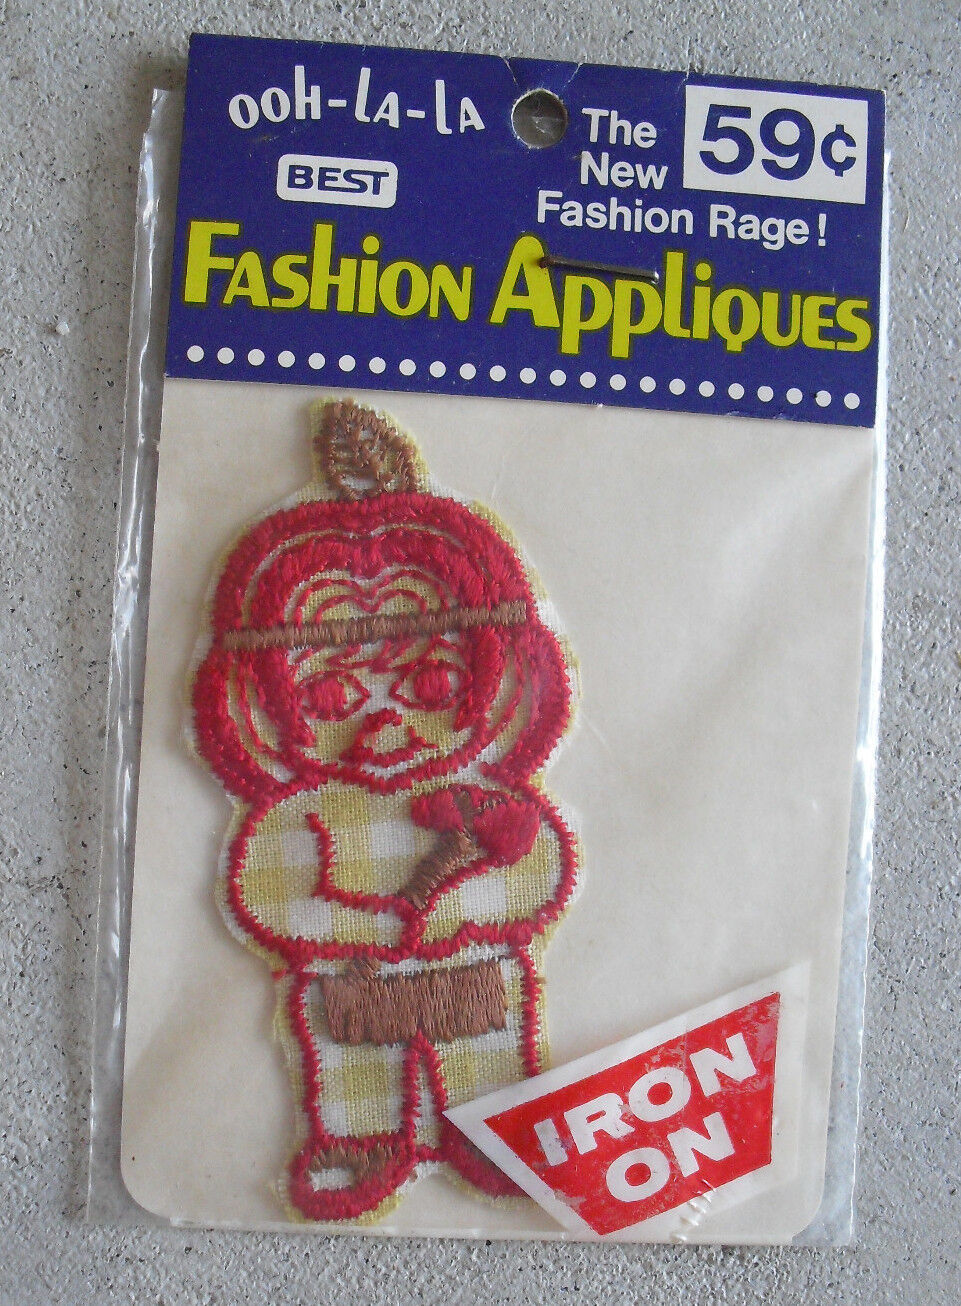 OOH-LA-LA
BEST
The
New
Fashion Rage!
59¢
FASHION APPLIQUES
IRON
ON